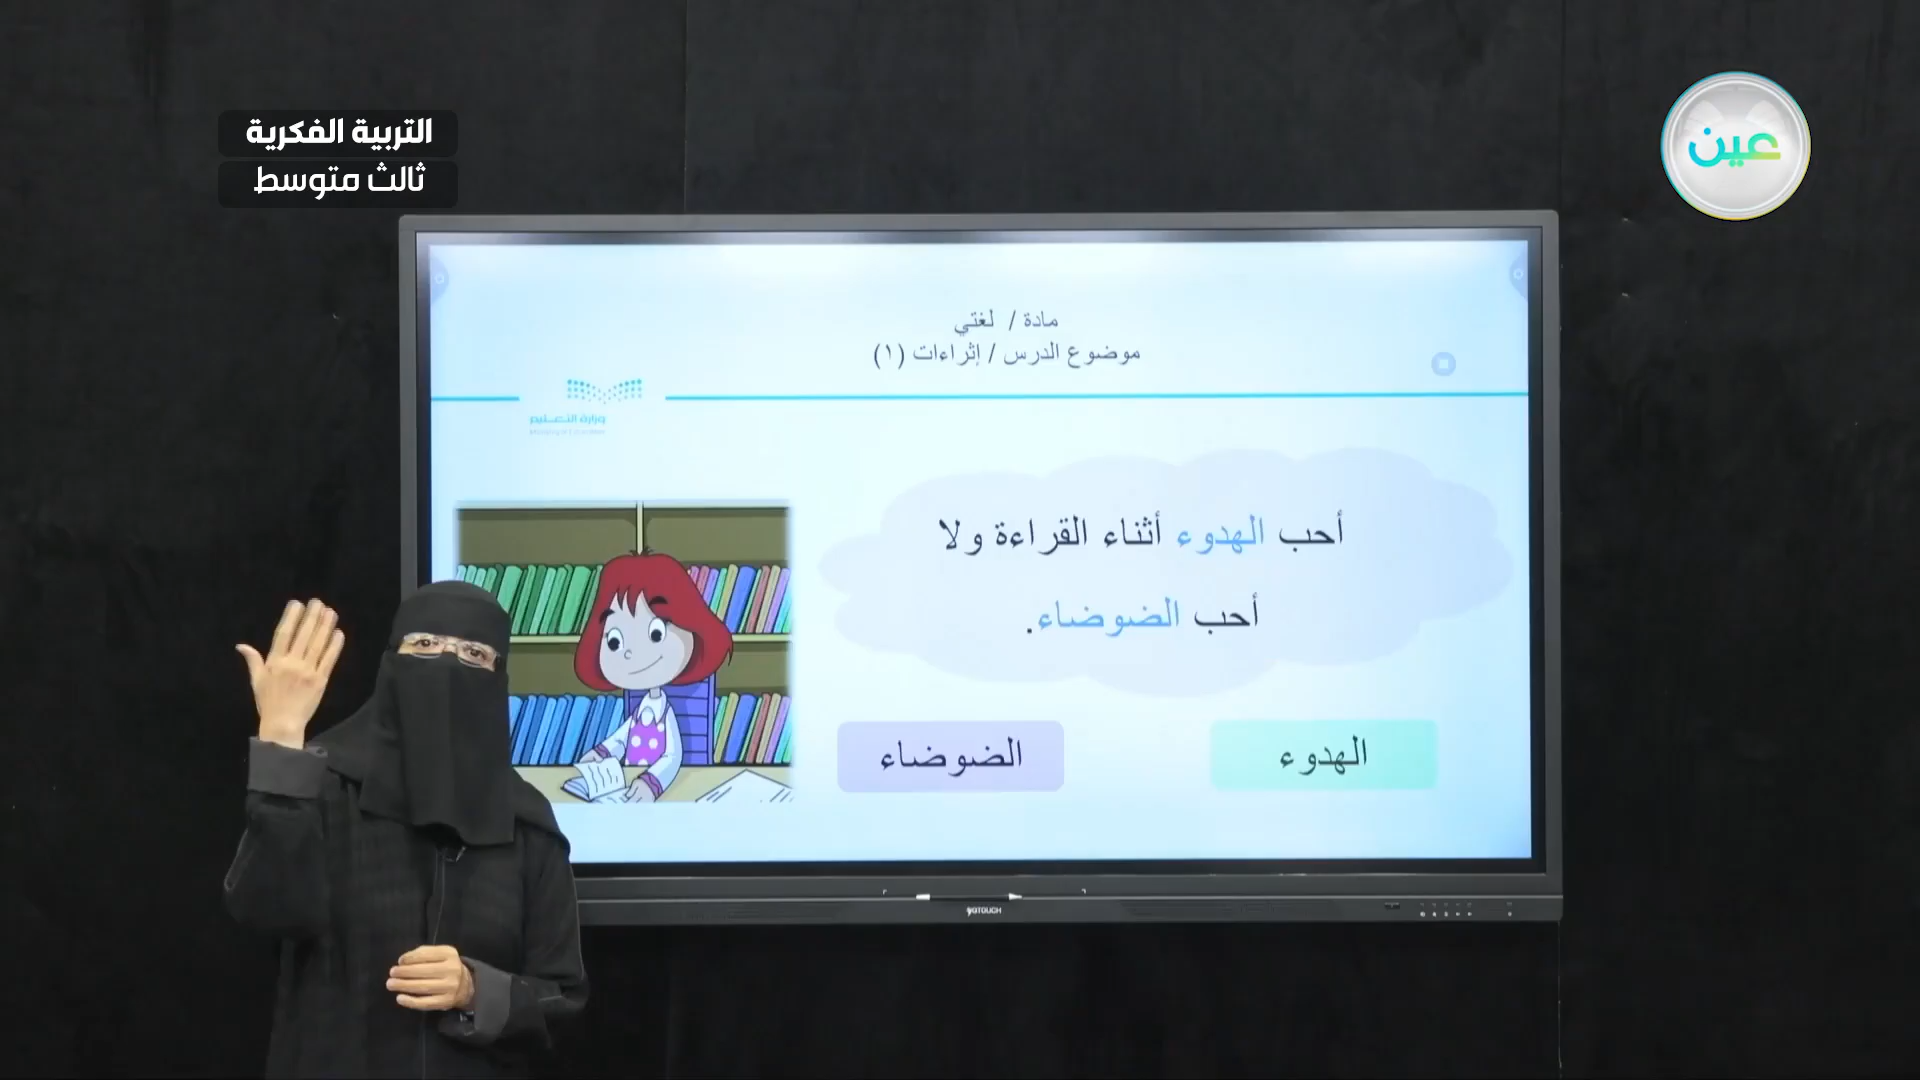 التربية الفكرية
ثالث متوسط
عين
مادة / لغتي
موضوع الدرس / إثراءات (١)
وزارة التعليم
أحب الهدوء أثناء القراءة ولا
أحب الضوضاء.
الهدوء
الضوضاء